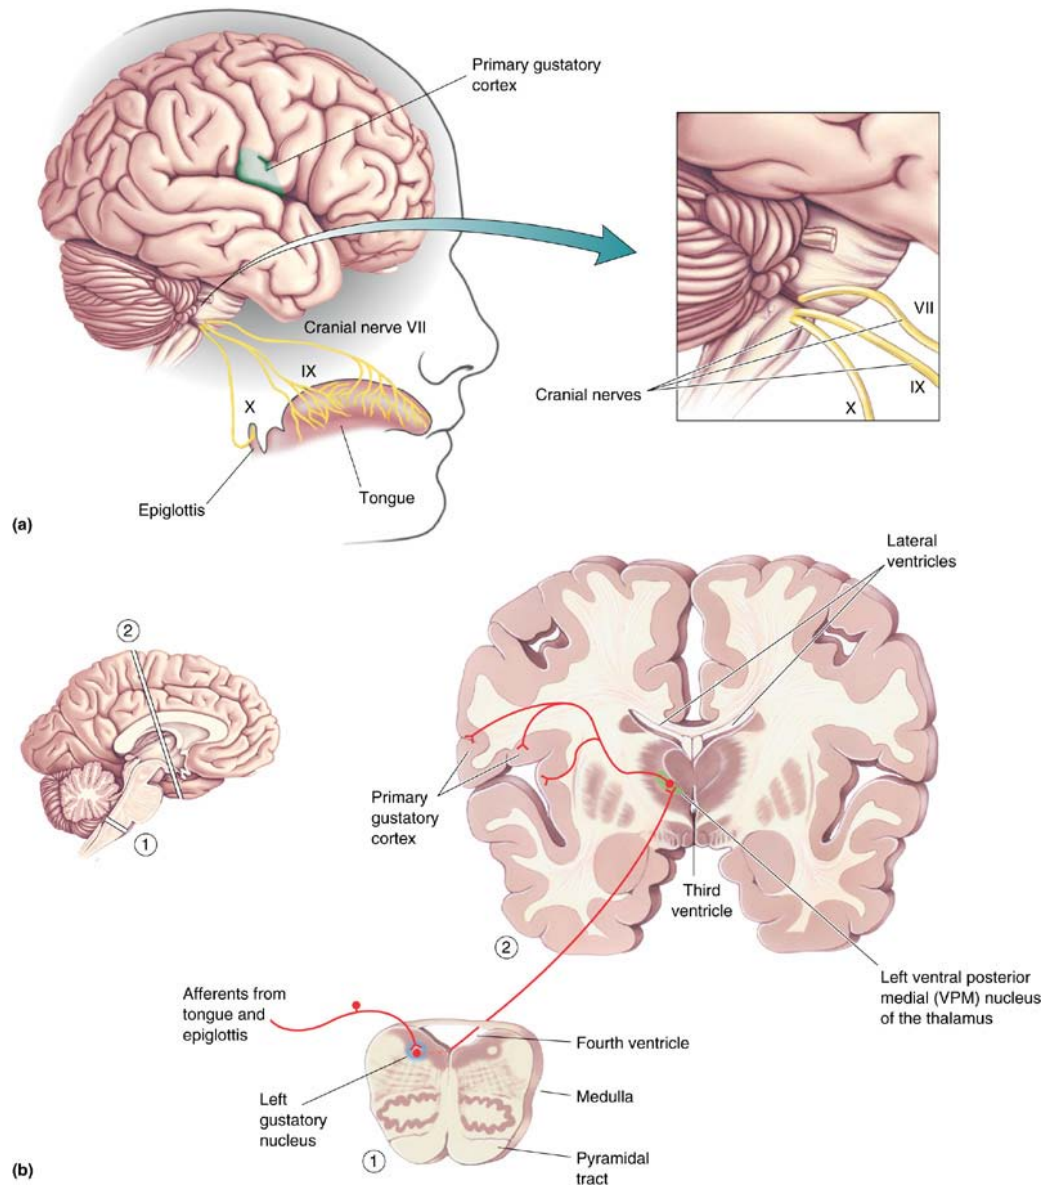 Primary gustatory
cortex
Cranial nerve VII
IX
X
Epiglottis
Tongue
(a)
VII
IX
X
Cranial nerves
Lateral
ventricles
2
1
Primary
gustatory
cortex
Third
ventricle
2
Left ventral posterior
medial (VPM) nucleus
of the thalamus
Afferents from
tongue and
epiglottis
Fourth ventricle
Left
gustatory
nucleus
Medulla
1
Pyramidal
tract
(b)